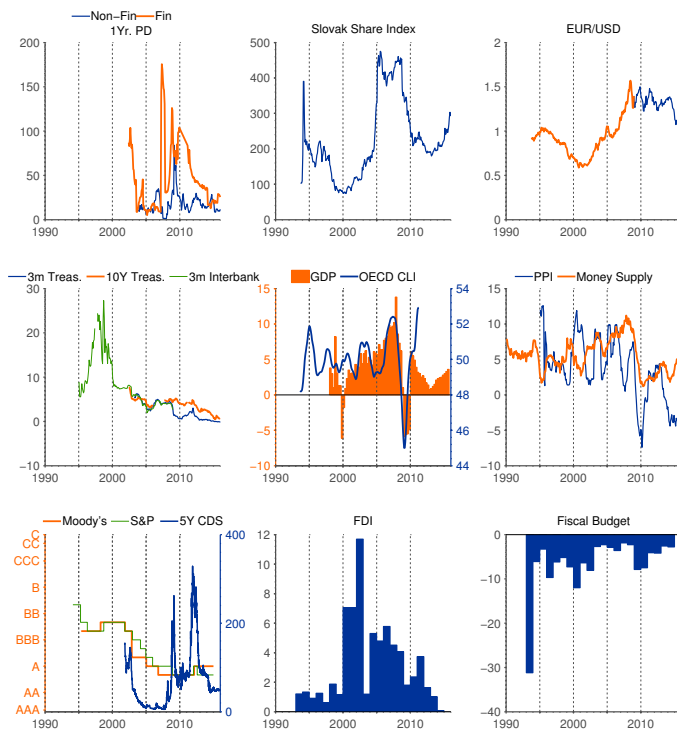 Non−Fin Fin
1Yr. PD
Slovak Share Index
EUR/USD
200
150
100
50
0
1990 2000 2010
500
400
300
200
100
0
1990 2000 2010
2
1.5
1
0.5
0
1990 2000 2010
3m Treas. 10Y Treas. 3m Interbank
GDP OECD CLI
PPI Money Supply
30
20
10
0
−10
1990 2000 2010
15
10
5
0
−5
−10
54
52
50
48
46
44
1990 2000 2010
15
10
5
0
−5
−10
1990 2000 2010
Moody's S&P 5Y CDS
FDI
Fiscal Budget
C
CC
CCC
B
BB
BBB
A
AA
AAA
400
200
0
1990 2000 2010
12
10
8
6
4
2
0
1990 2000 2010
0
−10
−20
−30
−40
1990 2000 2010